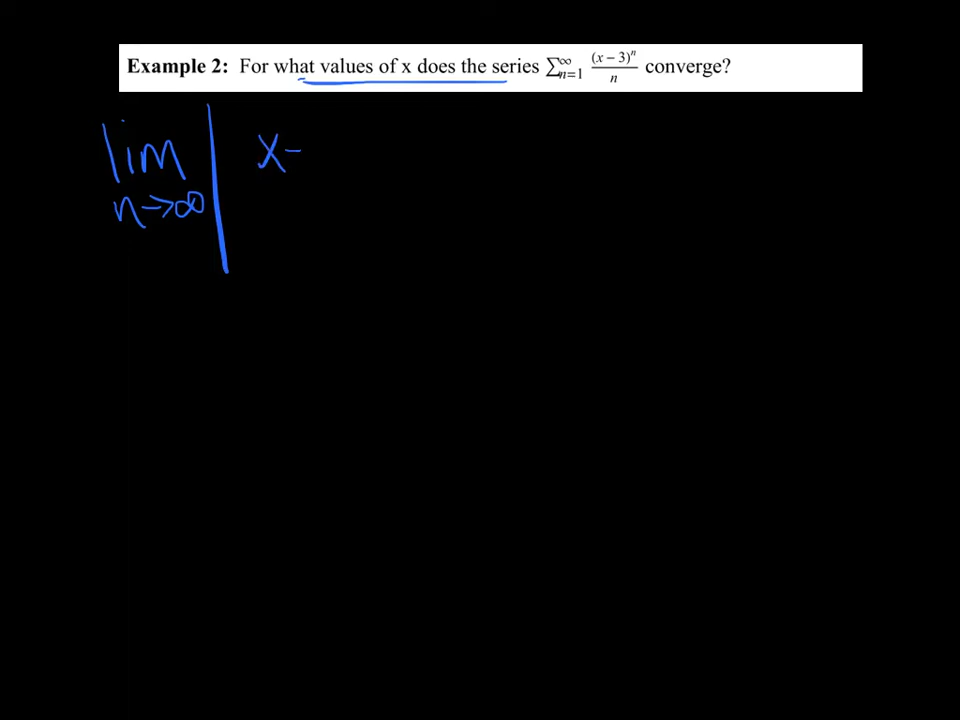 Example 2: For what values of x does the series ∑_{n=1}^{∞} (x – 3)^n / n converge?
lim | x-
n→∞